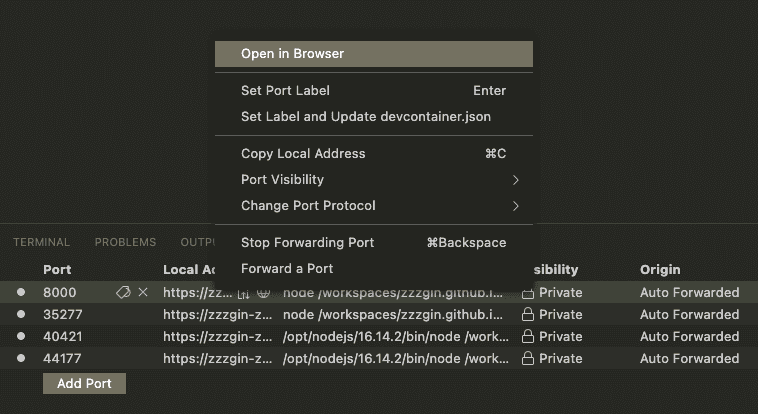 Open in Browser
Set Port Label Enter
Set Label and Update devcontainer.json
Copy Local Address ⌘C
Port Visibility
Change Port Protocol
Stop Forwarding Port ⌘Backspace
Forward a Port
TERMINAL PROBLEMS OUTPU
Port Local Ad sibility Origin
8000 https://zz... node /workspaces/zzzgin.github.i... Private Auto Forwarded
35277 https://zzzgin-z... node /workspaces/zzzgin.github.i... Private Auto Forwarded
40421 https://zzzgin-z... /opt/nodejs/16.14.2/bin/node /work... Private Auto Forwarded
44177 https://zzzgin-z... /opt/nodejs/16.14.2/bin/node /work... Private Auto Forwarded
Add Port